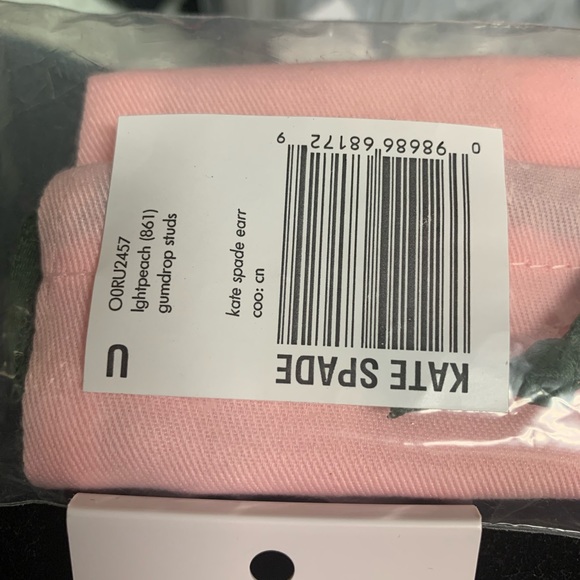 KATE SPADE
0 98686 68172 9
U
O0RU2457
lghtpeach (861)
gumdrop studs
kate spade earr
coo: cn